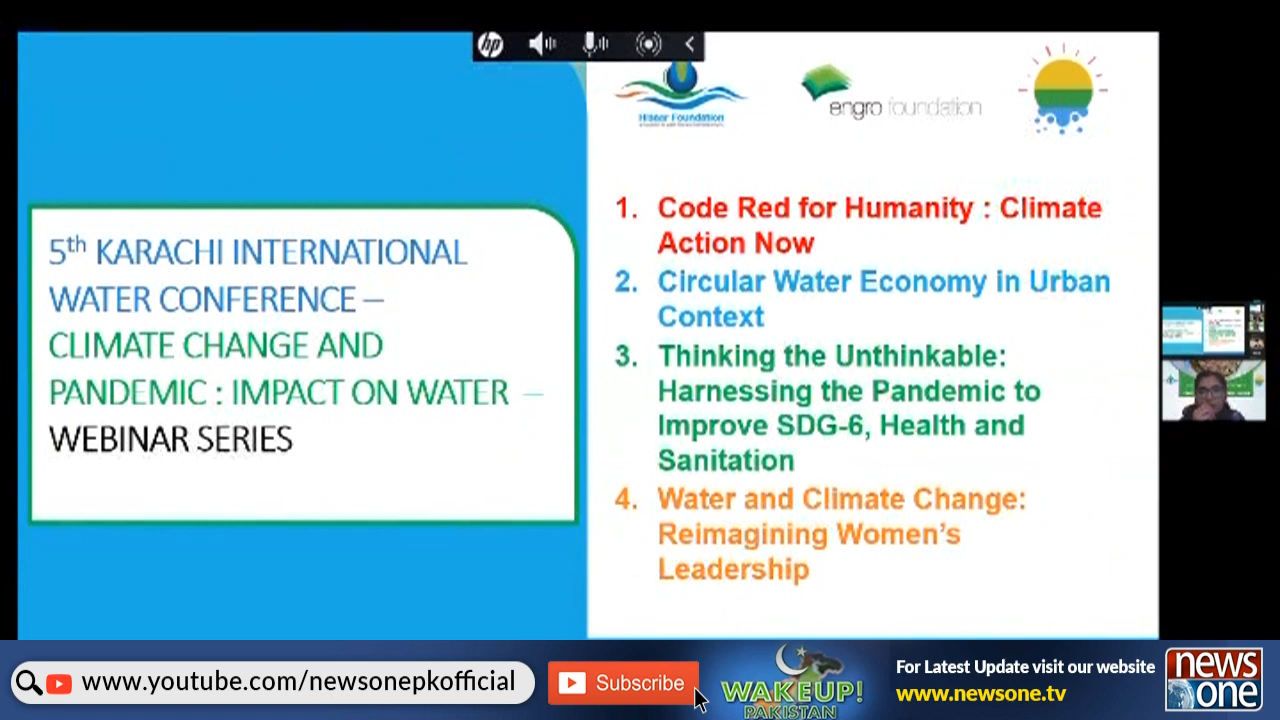 hp
Hisaar Foundation
engro foundation
5th KARACHI INTERNATIONAL
WATER CONFERENCE –
CLIMATE CHANGE AND
PANDEMIC : IMPACT ON WATER –
WEBINAR SERIES
1. Code Red for Humanity : Climate
Action Now
2. Circular Water Economy in Urban
Context
3. Thinking the Unthinkable:
Harnessing the Pandemic to
Improve SDG-6, Health and
Sanitation
4. Water and Climate Change:
Reimagining Women's
Leadership
www.youtube.com/newsonepkofficial
Subscribe
WAKEUP!
PAKISTAN
For Latest Update visit our website
www.newsone.tv
news
one